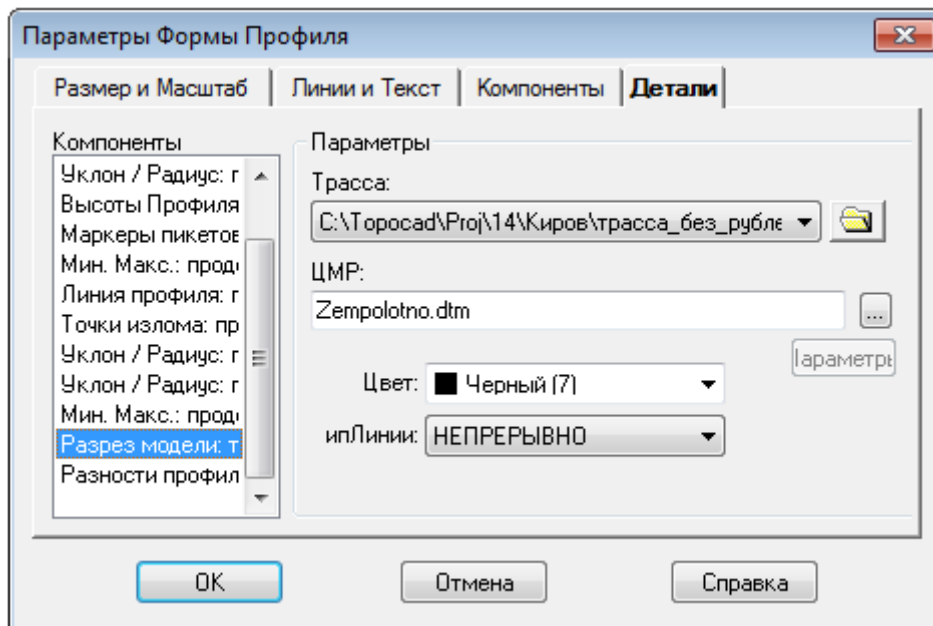 Параметры Формы Профиля
Размер и Масштаб
Линии и Текст
Компоненты
Детали
Компоненты
Уклон / Радиус: г
Высоты Профиля
Маркеры пикетов
Мин. Макс.: прод
Линия профиля: г
Точки излома: пр
Уклон / Радиус: г
Уклон / Радиус: г
Мин. Макс.: прод
Разрез модели: т
Разности профил
Параметры
Трасса:
C:\Topocad\Proj\14\Киров\трасса_без_рубле
ЦМР:
Zempolotno.dtm
...
Параметры
Цвет:
Черный (7)
ипЛинии:
НЕПРЕРЫВНО
OK
Отмена
Справка